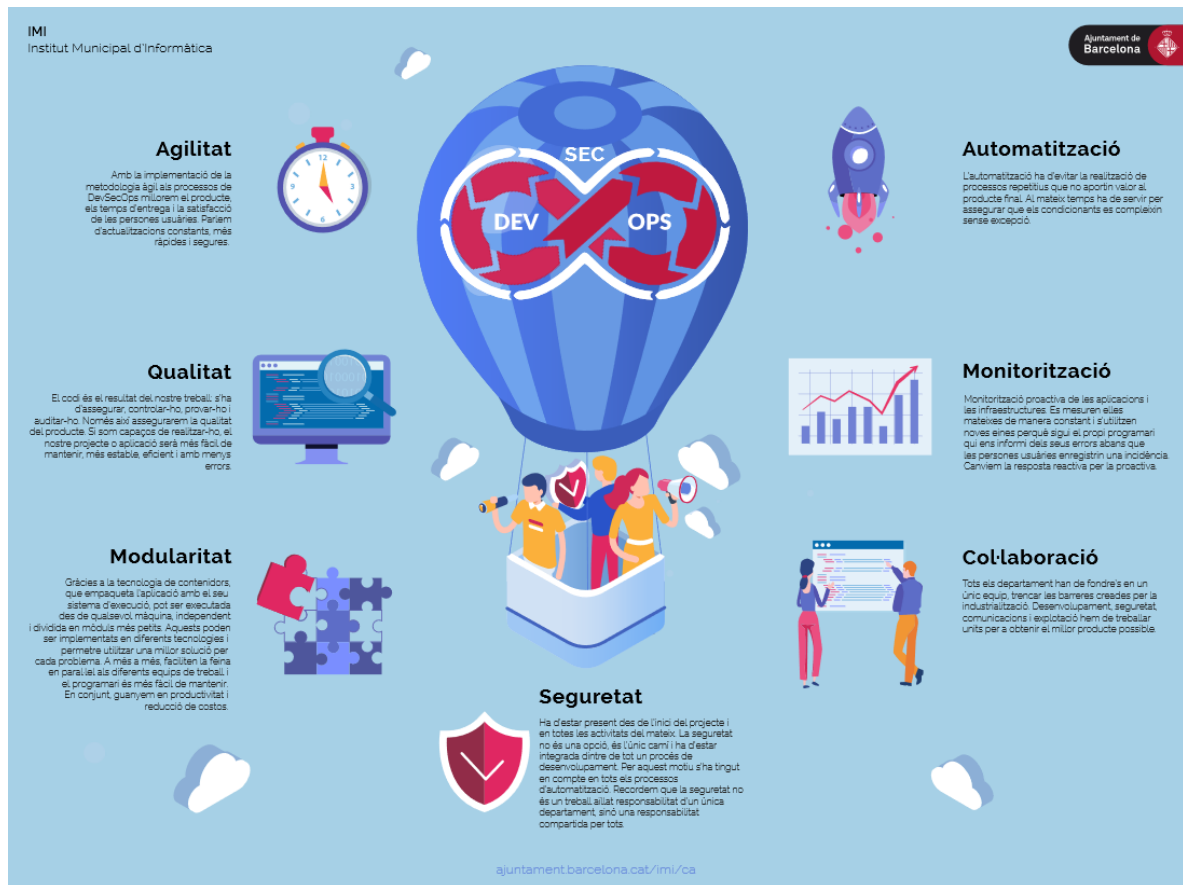 IMI
Institut Municipal d'Informàtica
Ajuntament de
Barcelona
SEC
DEV
OPS
Agilitat
Amb la implementació de la
metodologia àgil als processos de
DevSecOps millorem el producte,
els temps d'entrega i la satisfacció
de les persones usuàries. Parlem
d'actualitzacions constants, més
ràpides i segures.
12
3
6
9
Automatització
L'automatització ha d'evitar la realització de
processos repetitius que no aportin valor al
producte final. Al mateix temps ha de servir per
assegurar que els condicionants es compleixin
sense excepció.
Qualitat
El codi és el resultat del nostre treball: s'ha
d'assegurar, controlar-ho, provar-ho i
auditar-ho. Només així assegurarem la qualitat
del producte. Si som capaços de realitzar-ho, el
nostre projecte o aplicació serà més fàcil de
mantenir, més estable, eficient i amb menys
errors.
Monitorització
Monitorització proactiva de les aplicacions i
les infraestructures. Es mesuren elles
mateixes de manera constant i s'utilitzen
noves eines perquè sigui el propi programari
qui ens informi dels seus errors abans que
les persones usuàries enregistrin una incidència.
Canviem la resposta reactiva per la proactiva.
Modularitat
Gràcies a la tecnologia de contenidors,
que empaqueta l'aplicació amb el seu
sistema d'execució, pot ser executada
des de qualsevol màquina, independent
i dividida en mòduls més petits. Aquests poden
ser implementats en diferents tecnologies i
permetre utilitzar una millor solució per
cada problema. A més a més, faciliten la feina
en paral·lel als diferents equips de treball i
el programari és més fàcil de mantenir.
En conjunt, guanyem en productivitat i
reducció de costos.
Col·laboració
Tots els departament han de fondre's en un
únic equip, trencar les barreres creades per la
industrialització. Desenvolupament, seguretat,
comunicacions i explotació hem de treballar
units per a obtenir el millor producte possible.
Seguretat
Ha d'estar present des de l'inici del projecte i
en totes les activitats del mateix. La seguretat
no és una opció, és l'únic camí i ha d'estar
integrada dintre de tot un procés de
desenvolupament. Per aquest motiu s'ha tingut
en compte en tots els processos
d'automatització. Recordem que la seguretat no
és un treball aïllat responsabilitat d'un única
departament, sinó una responsabilitat
compartida per tots.
ajuntament.barcelona.cat/imi/ca